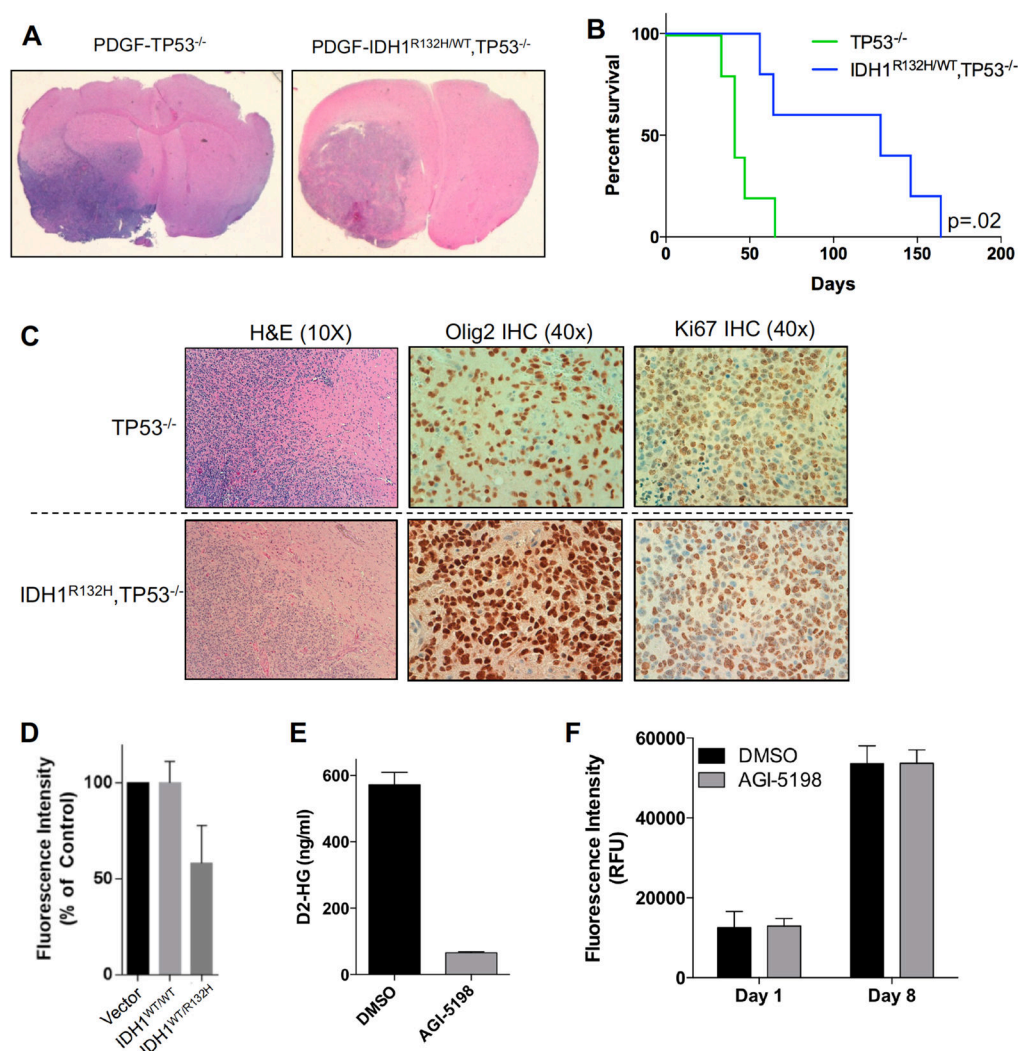 A
PDGF-TP53-/-
PDGF-IDH1R132H/WT,TP53-/-
B
TP53-/-
IDH1R132H/WT,TP53-/-
Percent survival
100
50
0
0
50
100
150
200
p=.02
Days
C
H&E (10X)
Olig2 IHC (40x)
Ki67 IHC (40x)
TP53-/-
IDH1R132H,TP53-/-
D
Fluorescence Intensity
(% of Control)
100
50
0
Vector
IDH1WT/WT
IDH1WT/R132H
E
D2-HG (ng/ml)
600
400
200
0
DMSO
AGI-5198
F
Fluorescence Intensity
(RFU)
60000
40000
20000
0
DMSO
AGI-5198
Day 1
Day 8